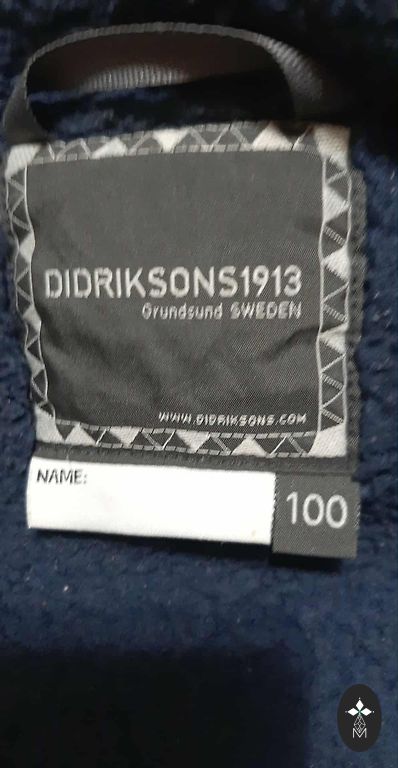 DIDRIKSONS1913
Grundsund SWEDEN
WWW.DIDRIKSONS.COM
NAME:
100
M